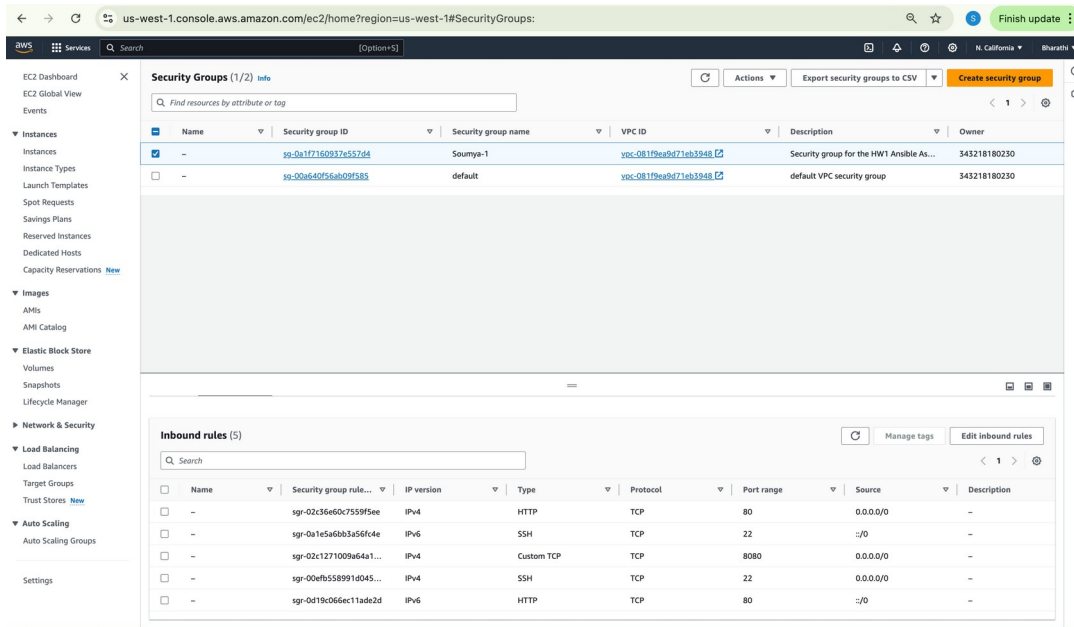 us-west-1.console.aws.amazon.com/ec2/home?region=us-west-1#SecurityGroups:
S
Finish update
aws
Services
Search
[Option+S]
N. California
Bharathi
EC2 Dashboard
EC2 Global View
Events
Instances
Instances
Instance Types
Launch Templates
Spot Requests
Savings Plans
Reserved Instances
Dedicated Hosts
Capacity Reservations New
Images
AMIs
AMI Catalog
Elastic Block Store
Volumes
Snapshots
Lifecycle Manager
Network & Security
Load Balancing
Load Balancers
Target Groups
Trust Stores New
Auto Scaling
Auto Scaling Groups
Settings
Security Groups (1/2) Info
Actions
Export security groups to CSV
Create security group
Find resources by attribute or tag
1
Name Security group ID Security group name VPC ID Description Owner
– sg-0a1f7160937e557d4 Soumya-1 vpc-081f9ea9d71eb3948 Security group for the HW1 Ansible As... 343218180230
– sg-00a640f56ab09f585 default vpc-081f9ea9d71eb3948 default VPC security group 343218180230
Inbound rules (5)
Manage tags
Edit inbound rules
Search
1
Name Security group rule... IP version Type Protocol Port range Source Description
– sgr-02c36e60c7559f5ee IPv4 HTTP TCP 80 0.0.0.0/0 –
– sgr-0a1e5a6bb3a56fc4e IPv6 SSH TCP 22 ::/0 –
– sgr-02c1271009a64a1... IPv4 Custom TCP TCP 8080 0.0.0.0/0 –
– sgr-00efb558991d045... IPv4 SSH TCP 22 0.0.0.0/0 –
– sgr-0d19c066ec11ade2d IPv6 HTTP TCP 80 ::/0 –